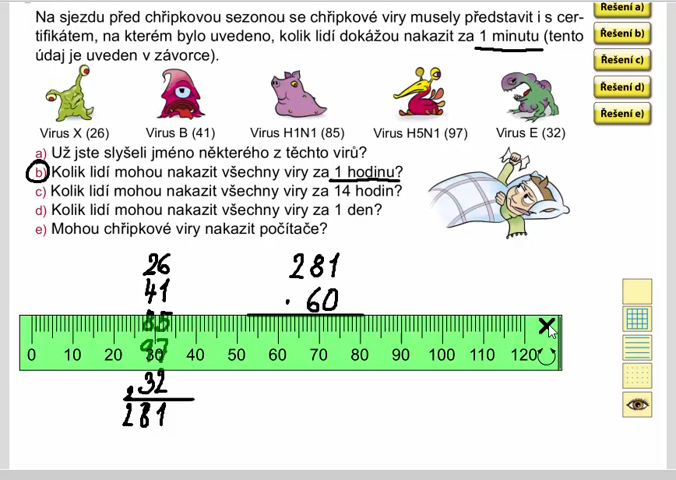 Na sjezdu před chřipkovou sezonou se chřipkové viry musely představit i s cer-
tifikátem, na kterém bylo uvedeno, kolik lidí dokážou nakazit za 1 minutu (tento
údaj je uveden v závorce).
Řešení a)
Řešení b)
Řešení c)
Řešení d)
Řešení e)
Virus X (26) Virus B (41) Virus H1N1 (85) Virus H5N1 (97) Virus E (32)
a) Už jste slyšeli jméno některého z těchto virů?
b) Kolik lidí mohou nakazit všechny viry za 1 hodinu?
c) Kolik lidí mohou nakazit všechny viry za 14 hodin?
d) Kolik lidí mohou nakazit všechny viry za 1 den?
e) Mohou chřipkové viry nakazit počítače?
26
41
85
97
32
281
281
. 60
0 10 20 30 40 50 60 70 80 90 100 110 120